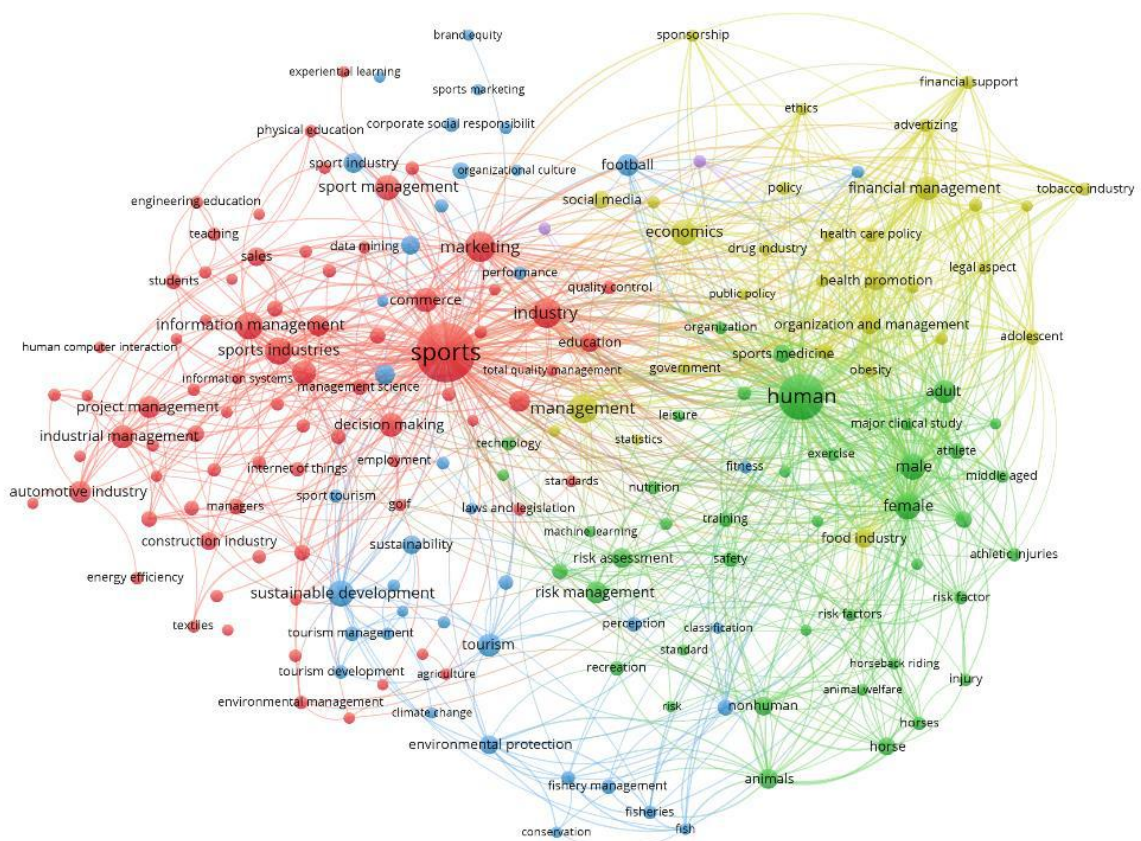 brand equity
sponsorship
experiential learning
financial support
sports marketing
ethics
physical education
corporate social responsibilit
advertizing
sport industry
organizational culture
football
sport management
policy
financial management
tobacco industry
engineering education
social media
teaching
data mining
marketing
economics
drug industry
health care policy
sales
students
performance
health promotion
legal aspect
quality control
public policy
commerce
industry
information management
organization
organization and management
adolescent
human computer interaction
sports industries
sports
education
sports medicine
information systems
management science
total quality management
government
obesity
human
adult
project management
management
leisure
major clinical study
industrial management
decision making
technology
statistics
exercise
athlete
internet of things
employment
fitness
male
middle aged
automotive industry
sport tourism
standards
nutrition
managers
golf
laws and legislation
female
training
construction industry
sustainability
machine learning
food industry
risk assessment
safety
athletic injuries
energy efficiency
sustainable development
risk management
risk factor
risk factors
textiles
tourism management
perception
classification
tourism
standard
tourism development
agriculture
recreation
horseback riding
injury
animal welfare
environmental management
climate change
risk
nonhuman
horses
environmental protection
horse
animals
fishery management
fisheries
conservation
fish